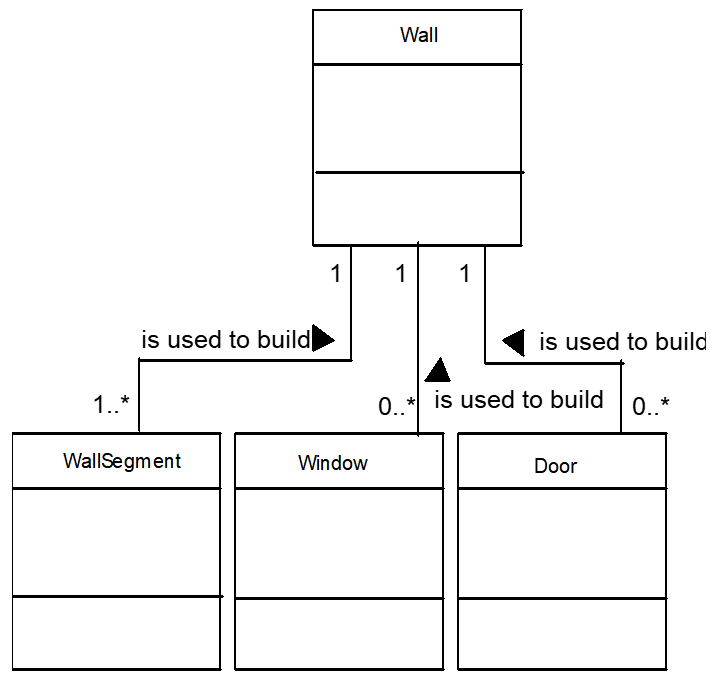 Wall
1
1
1
is used to build
is used to build
is used to build
1..*
0..*
0..*
WallSegment
Window
Door